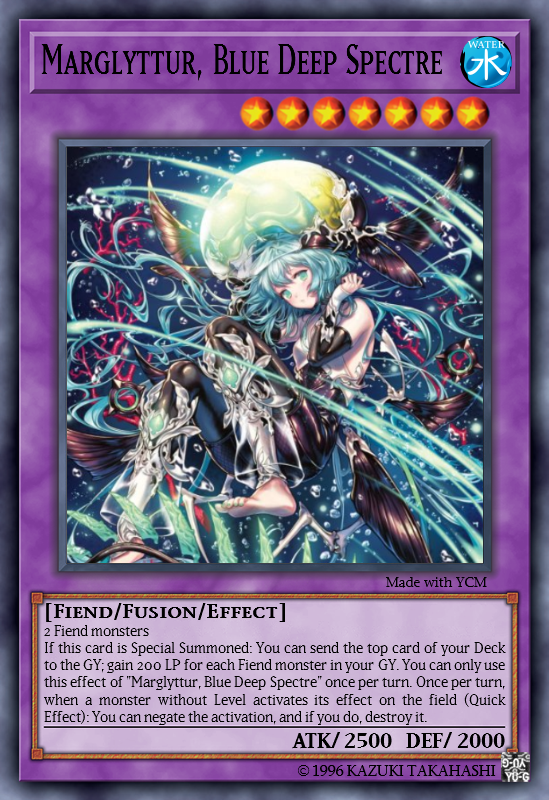 MARGLYTTUR, BLUE DEEP SPECTRE
WATER
水
Made with YCM
[FIEND/FUSION/EFFECT]
2 Fiend monsters
If this card is Special Summoned: You can send the top card of your Deck
to the GY; gain 200 LP for each Fiend monster in your GY. You can only use
this effect of "Marglyttur, Blue Deep Spectre" once per turn. Once per turn,
when a monster without Level activates its effect on the field (Quick
Effect): You can negate the activation, and if you do, destroy it.
ATK/ 2500 DEF/ 2000
© 1996 KAZUKI TAKAHASHI